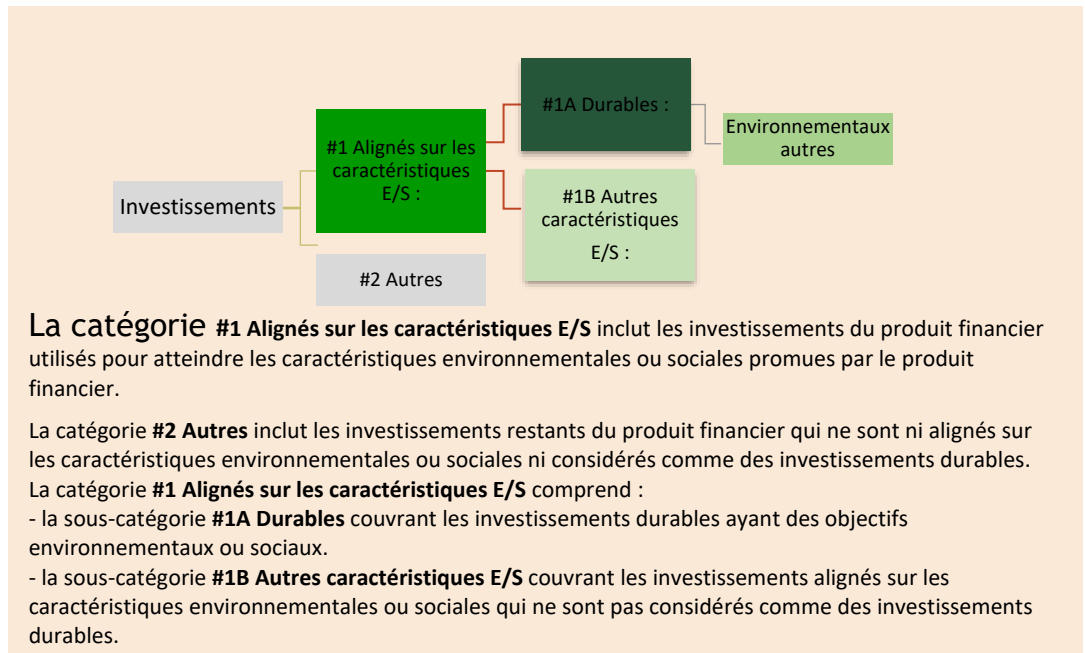 #1A Durables :
Environnementaux
autres
#1 Alignés sur les
caractéristiques
E/S :
#1B Autres
caractéristiques
E/S :
Investissements
#2 Autres
La catégorie #1 Alignés sur les caractéristiques E/S inclut les investissements du produit financier
utilisés pour atteindre les caractéristiques environnementales ou sociales promues par le produit
financier.
La catégorie #2 Autres inclut les investissements restants du produit financier qui ne sont ni alignés sur
les caractéristiques environnementales ou sociales ni considérés comme des investissements durables.
La catégorie #1 Alignés sur les caractéristiques E/S comprend :
- la sous-catégorie #1A Durables couvrant les investissements durables ayant des objectifs
environnementaux ou sociaux.
- la sous-catégorie #1B Autres caractéristiques E/S couvrant les investissements alignés sur les
caractéristiques environnementales ou sociales qui ne sont pas considérés comme des investissements
durables.